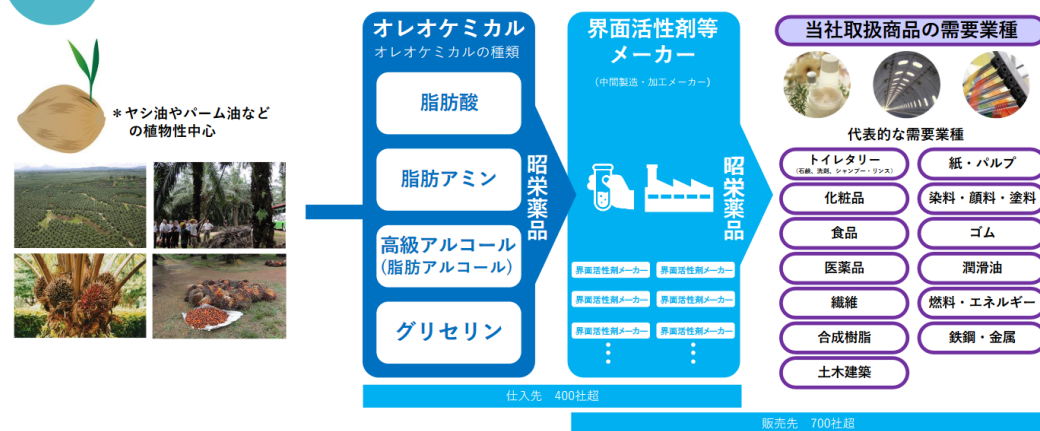 *ヤシ油やパーム油など
の植物性中心
オレオケミカル
オレオケミカルの種類
脂肪酸
脂肪アミン
高級アルコール
(脂肪アルコール)
グリセリン
昭栄薬品
界面活性剤等
メーカー
(中間製造・加工メーカー)
昭栄薬品
界面活性剤メーカー 界面活性剤メーカー
界面活性剤メーカー 界面活性剤メーカー
界面活性剤メーカー 界面活性剤メーカー
仕入先 400社超
当社取扱商品の需要業種
代表的な需要業種
トイレタリー
(石鹸、洗剤、シャンプー・リンス)
紙・パルプ
化粧品
染料・顔料・塗料
食品
ゴム
医薬品
潤滑油
繊維
燃料・エネルギー
合成樹脂
鉄鋼・金属
土木建築
販売先 700社超